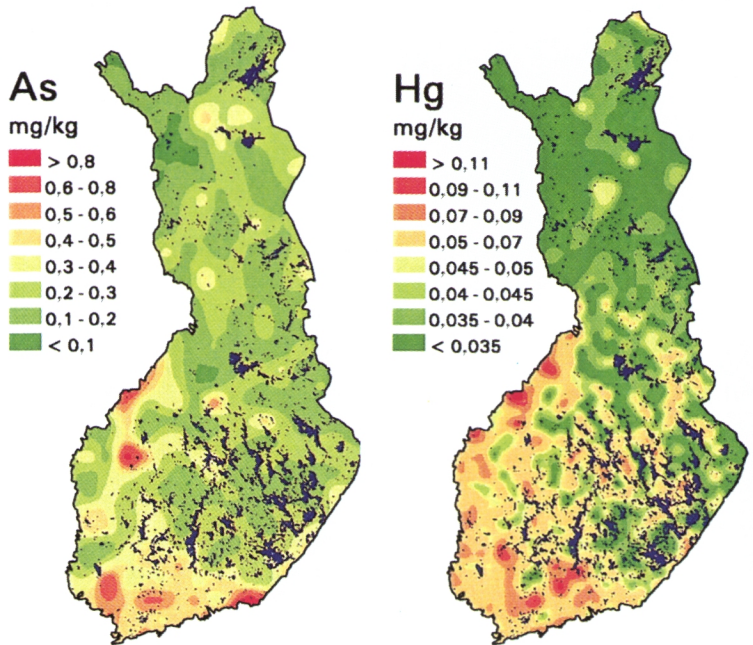 As
mg/kg
> 0,8
0,6 - 0,8
0,5 - 0,6
0,4 - 0,5
0,3 - 0,4
0,2 - 0,3
0,1 - 0,2
< 0,1
Hg
mg/kg
> 0,11
0,09 - 0,11
0,07 - 0,09
0,05 - 0,07
0,045 - 0,05
0,04 - 0,045
0,035 - 0,04
< 0,035